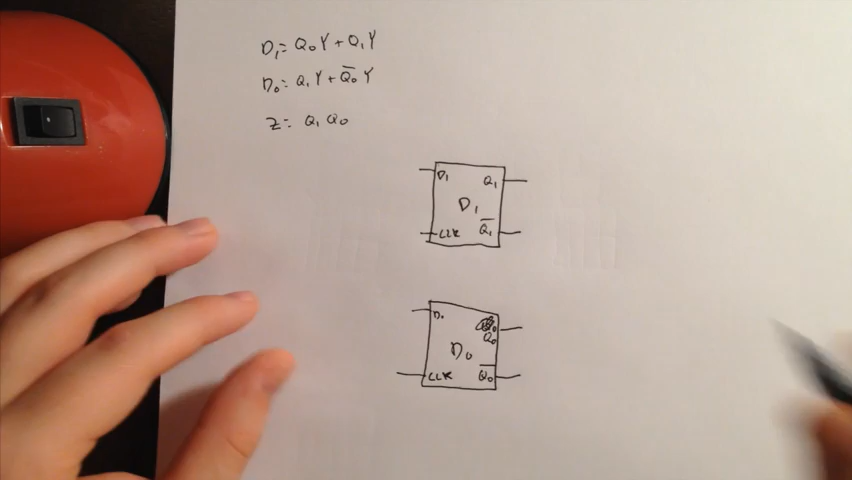 D₁ = Q₀Y + Q₁Y
D₀ = Q₁Y + Q̅₀Y
Z = Q₁Q₀
D₁ Q₁
D₁
CLK Q̅₁
D₀
Q₀
D₀
CLK Q̅₀